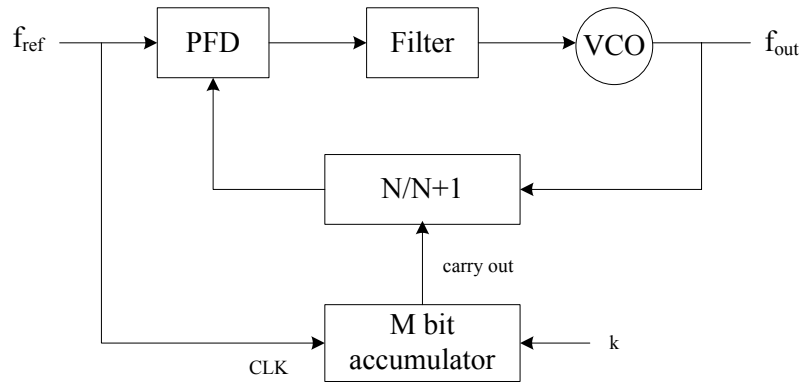 f_ref
PFD
Filter
VCO
f_out
N/N+1
carry out
M bit
accumulator
k
CLK